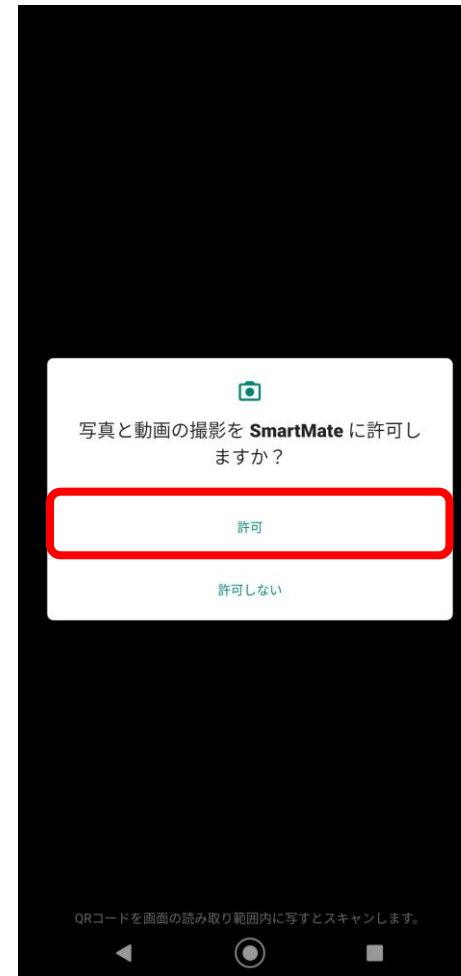 写真と動画の撮影を SmartMate に許可し
ますか？
許可
許可しない
QRコードを画面の読み取り範囲内に写すとスキャンします。